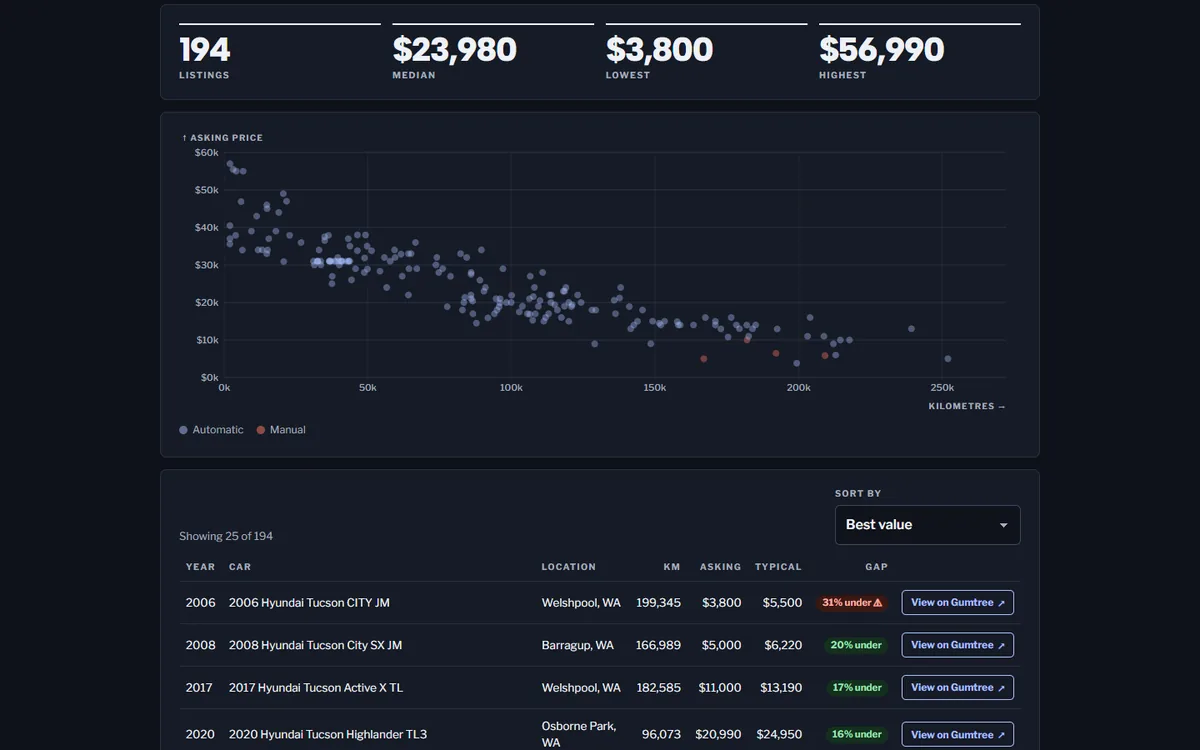 194 $23,980 $3,800 $56,990
LISTINGS MEDIAN LOWEST HIGHEST
↑ ASKING PRICE
$60k
$50k
$40k
$30k
$20k
$10k
$0k
0k 50k 100k 150k 200k 250k
KILOMETRES →
Automatic Manual
SORT BY
Best value
Showing 25 of 194
YEAR CAR LOCATION KM ASKING TYPICAL GAP
2006 2006 Hyundai Tucson CITY JM Welshpool, WA 199,345 $3,800 $5,500 31% under ⚠ View on Gumtree ↗
2008 2008 Hyundai Tucson City SX JM Barragup, WA 166,989 $5,000 $6,220 20% under View on Gumtree ↗
2017 2017 Hyundai Tucson Active X TL Welshpool, WA 182,585 $11,000 $13,190 17% under View on Gumtree ↗
2020 2020 Hyundai Tucson Highlander TL3 Osborne Park, WA 96,073 $20,990 $24,950 16% under View on Gumtree ↗